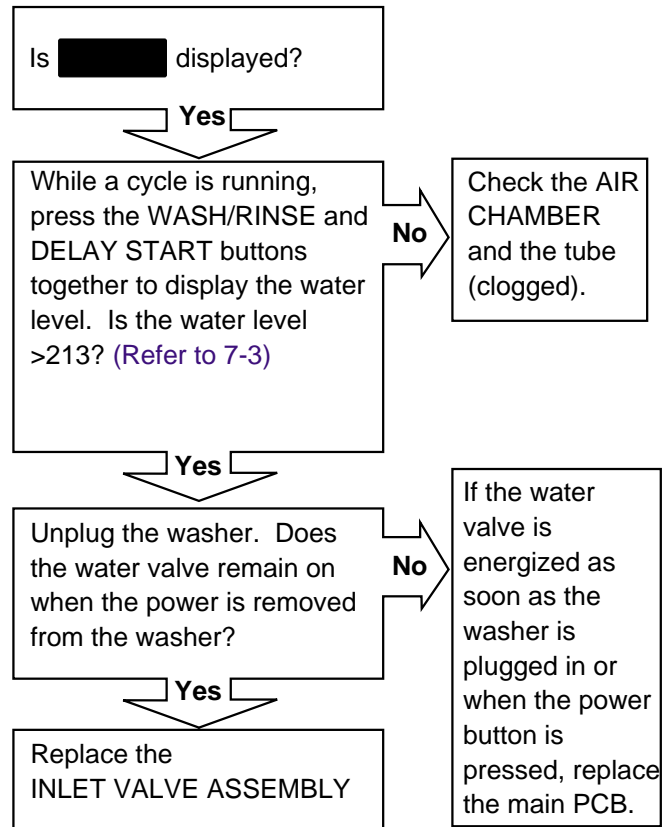 Is displayed?
Yes
While a cycle is running,
press the WASH/RINSE and
DELAY START buttons
together to display the water
level. Is the water level
>213? (Refer to 7-3)
No
Check the AIR
CHAMBER
and the tube
(clogged).
Yes
Unplug the washer. Does
the water valve remain on
when the power is removed
from the washer?
No
If the water
valve is
energized as
soon as the
washer is
plugged in or
when the power
button is
pressed, replace
the main PCB.
Yes
Replace the
INLET VALVE ASSEMBLY